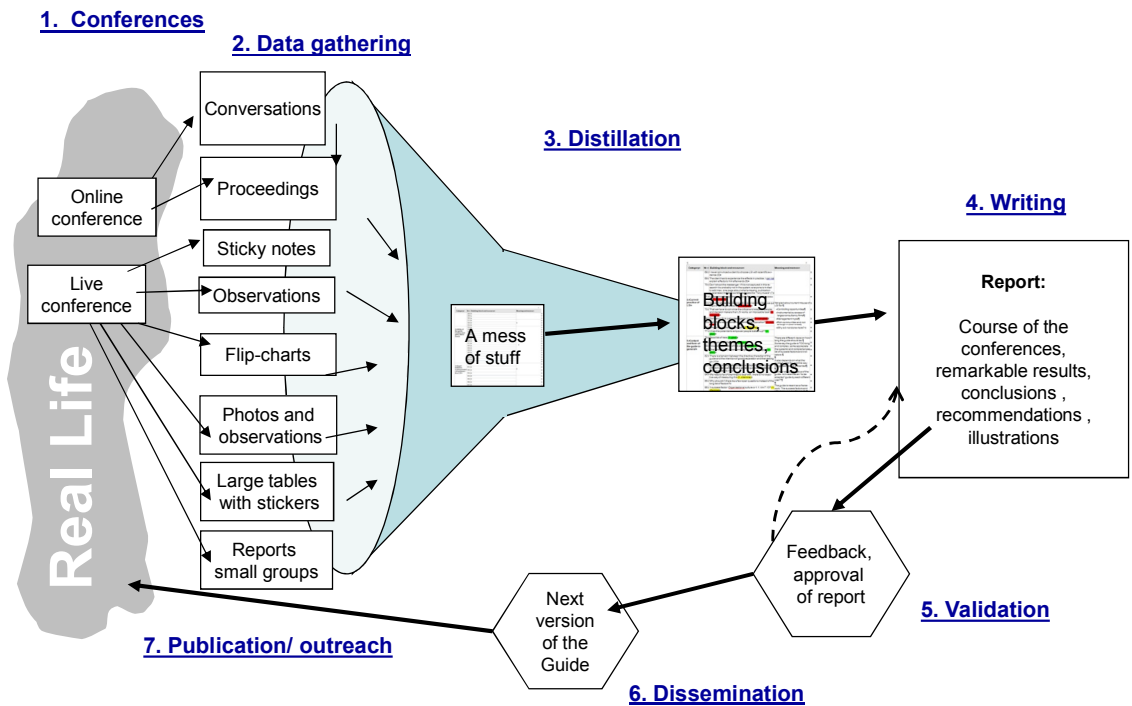 1. Conferences
2. Data gathering
Conversations
3. Distillation
Online
conference
Proceedings
4. Writing
Sticky notes
Live
conference
Observations
Flip-charts
A mess
of stuff
Building
blocks,
themes,
conclusions
Report:
Course of the
conferences,
remarkable results,
conclusions ,
recommendations ,
illustrations
Photos and
observations
Large tables
with stickers
Reports
small groups
Real Life
Feedback,
approval
of report
5. Validation
Next
version
of the
Guide
7. Publication/ outreach
6. Dissemination